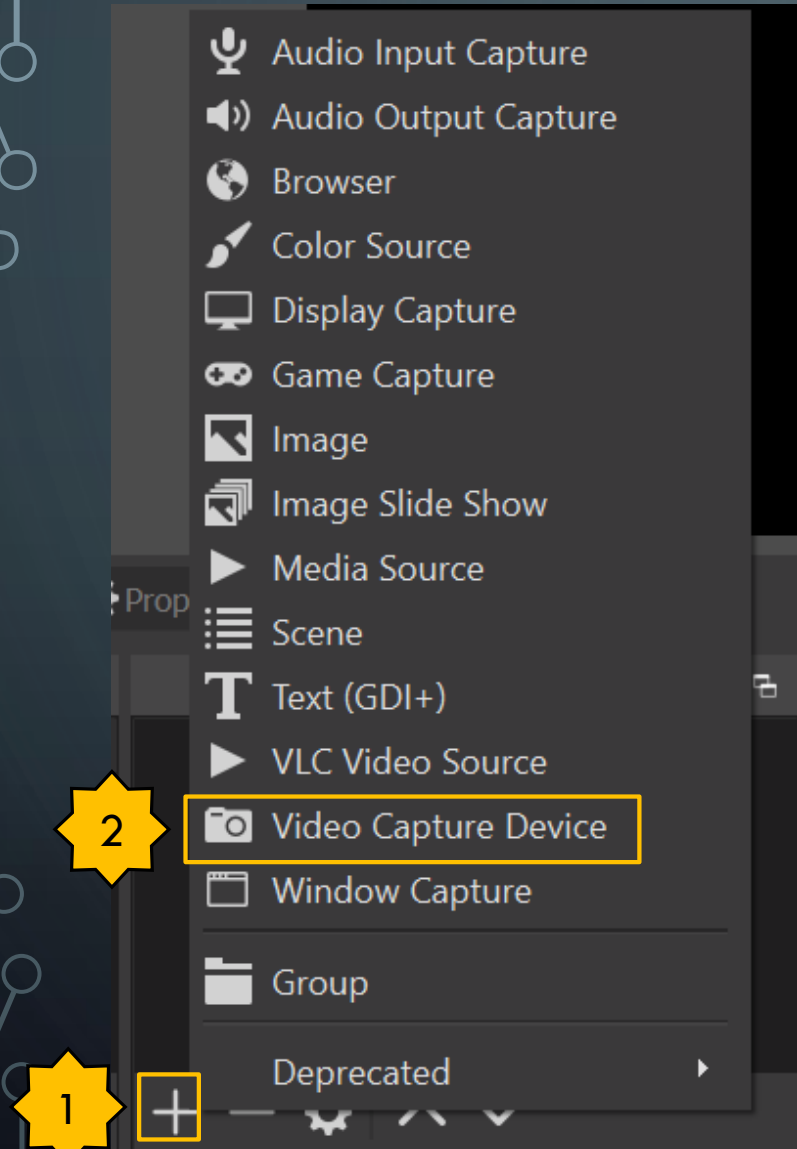 Audio Input Capture
Audio Output Capture
Browser
Color Source
Display Capture
Game Capture
Image
Image Slide Show
Media Source
Prop
Scene
Text (GDI+)
VLC Video Source
2
Video Capture Device
Window Capture
Group
Deprecated
1